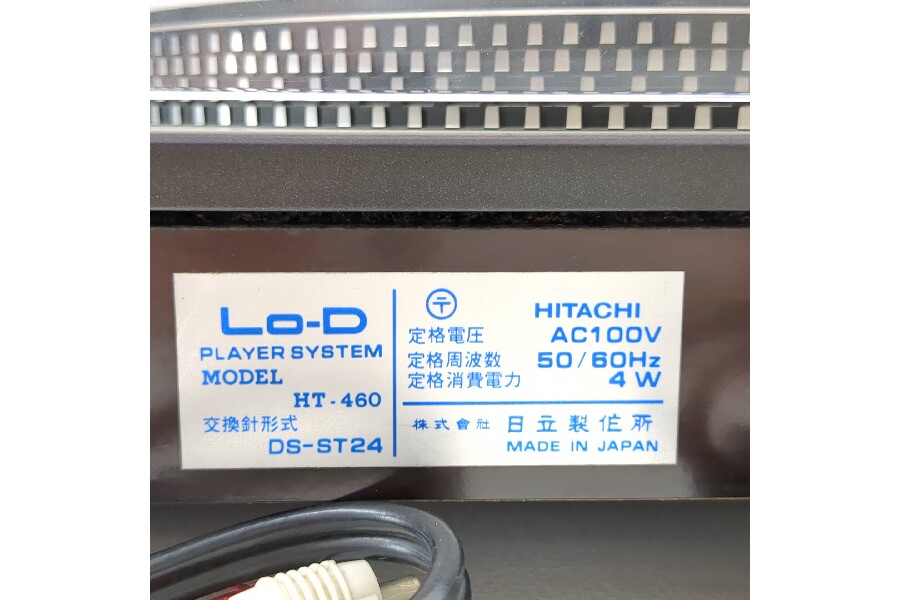 Lo-D
PLAYER SYSTEM
MODEL
HT-460
交換針形式
DS-ST24
〒
HITACHI
定格電圧 AC100V
定格周波数 50/60Hz
定格消費電力 4W
株式會社 日立製作所
MADE IN JAPAN